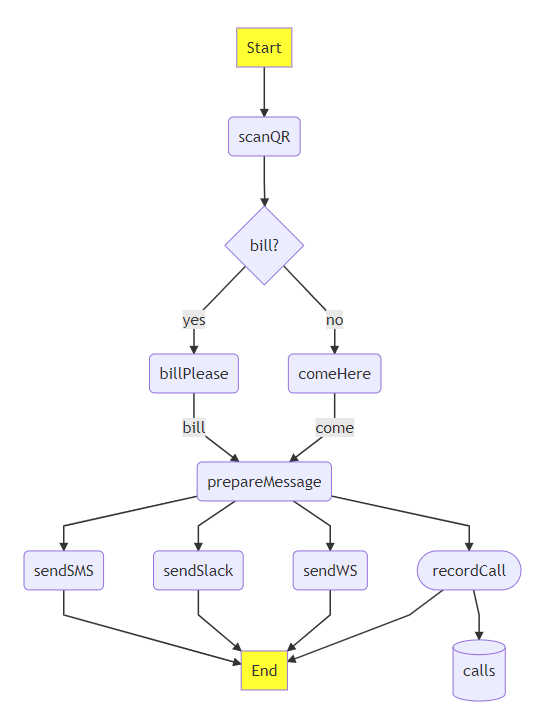 Start
scanQR
bill?
yes
no
billPlease
comeHere
bill
come
prepareMessage
sendSMS
sendSlack
sendWS
recordCall
End
calls